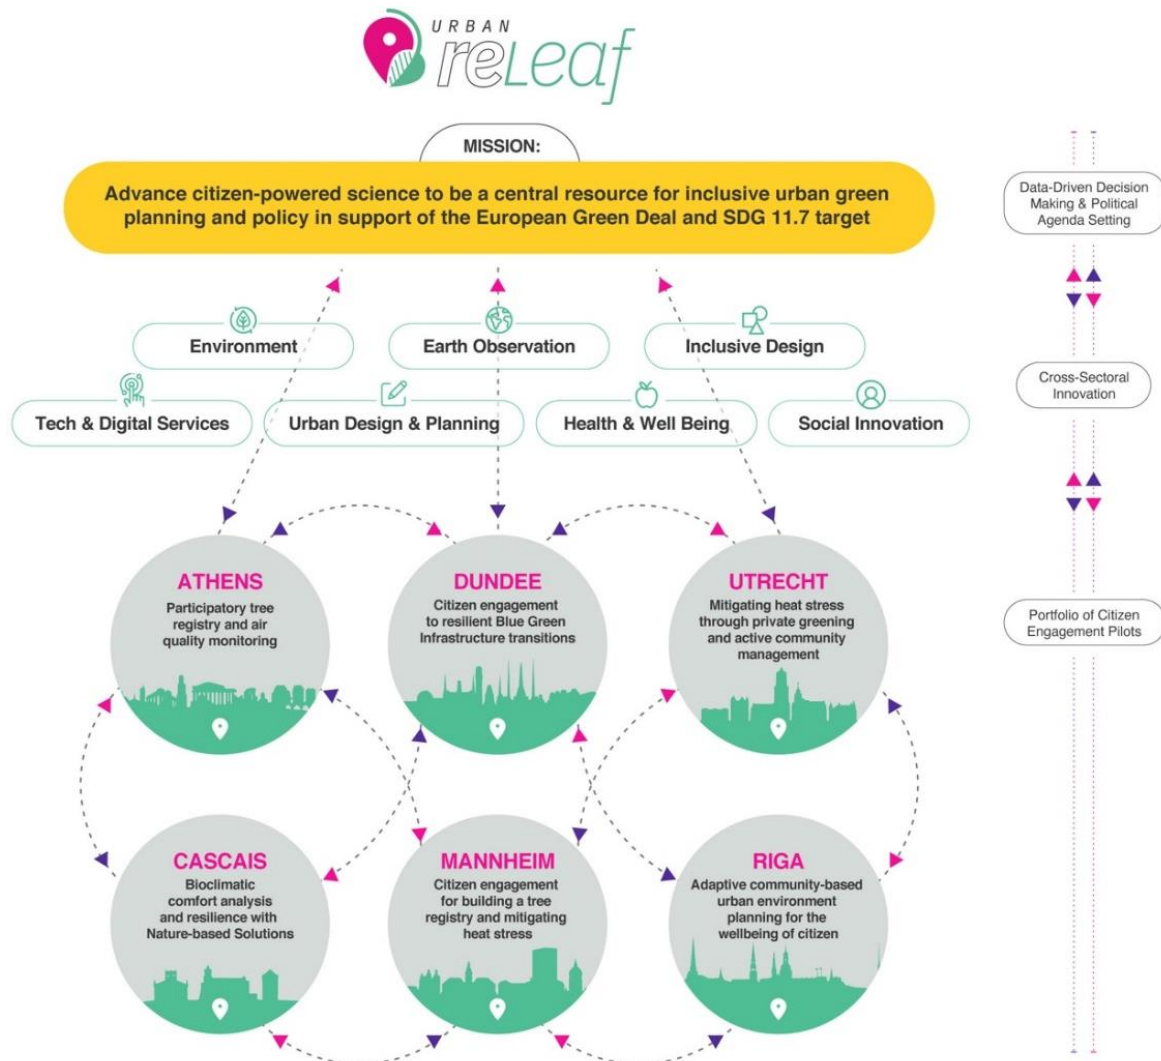 URBAN
reLeaf
MISSION:
Advance citizen-powered science to be a central resource for inclusive urban green
planning and policy in support of the European Green Deal and SDG 11.7 target
Data-Driven Decision
Making & Political
Agenda Setting
Environment
Earth Observation
Inclusive Design
Cross-Sectoral
Innovation
Tech & Digital Services
Urban Design & Planning
Health & Well Being
Social Innovation
ATHENS
Participatory tree
registry and air
quality monitoring
DUNDEE
Citizen engagement
to resilient Blue Green
Infrastructure transitions
UTRECHT
Mitigating heat stress
through private greening
and active community
management
Portfolio of Citizen
Engagement Pilots
CASCAIS
Bioclimatic
comfort analysis
and resilience with
Nature-based Solutions
MANNHEIM
Citizen engagement
for building a tree
registry and mitigating
heat stress
RIGA
Adaptive community-based
urban environment
planning for the
wellbeing of citizen